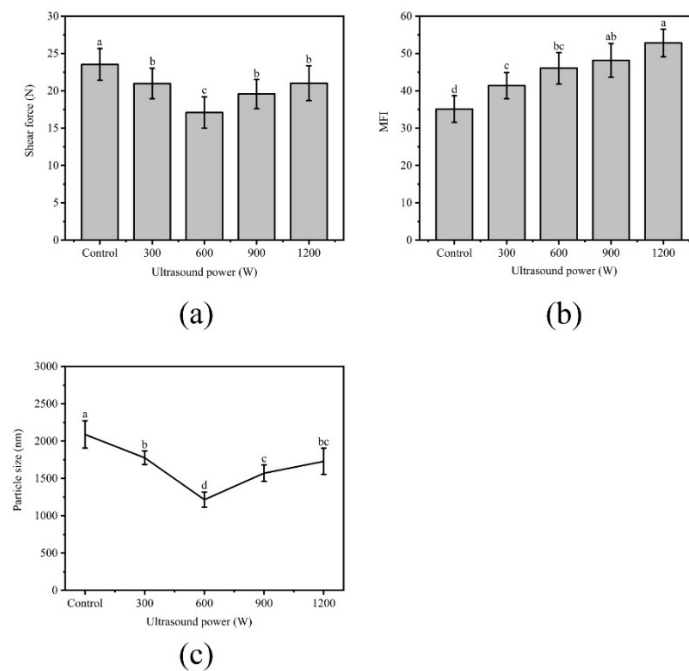 30
25
20
15
10
5
0
Shear force (N)
a
b
c
b
b
Control 300 600 900 1200
Ultrasound power (W)
(a)
60
50
40
30
20
10
0
MFI
d
c
bc
ab
a
Control 300 600 900 1200
Ultrasound power (W)
(b)
3000
2500
2000
1500
1000
500
0
Particle size (nm)
a
b
d
c
bc
Control 300 600 900 1200
Ultrasound power (W)
(c)